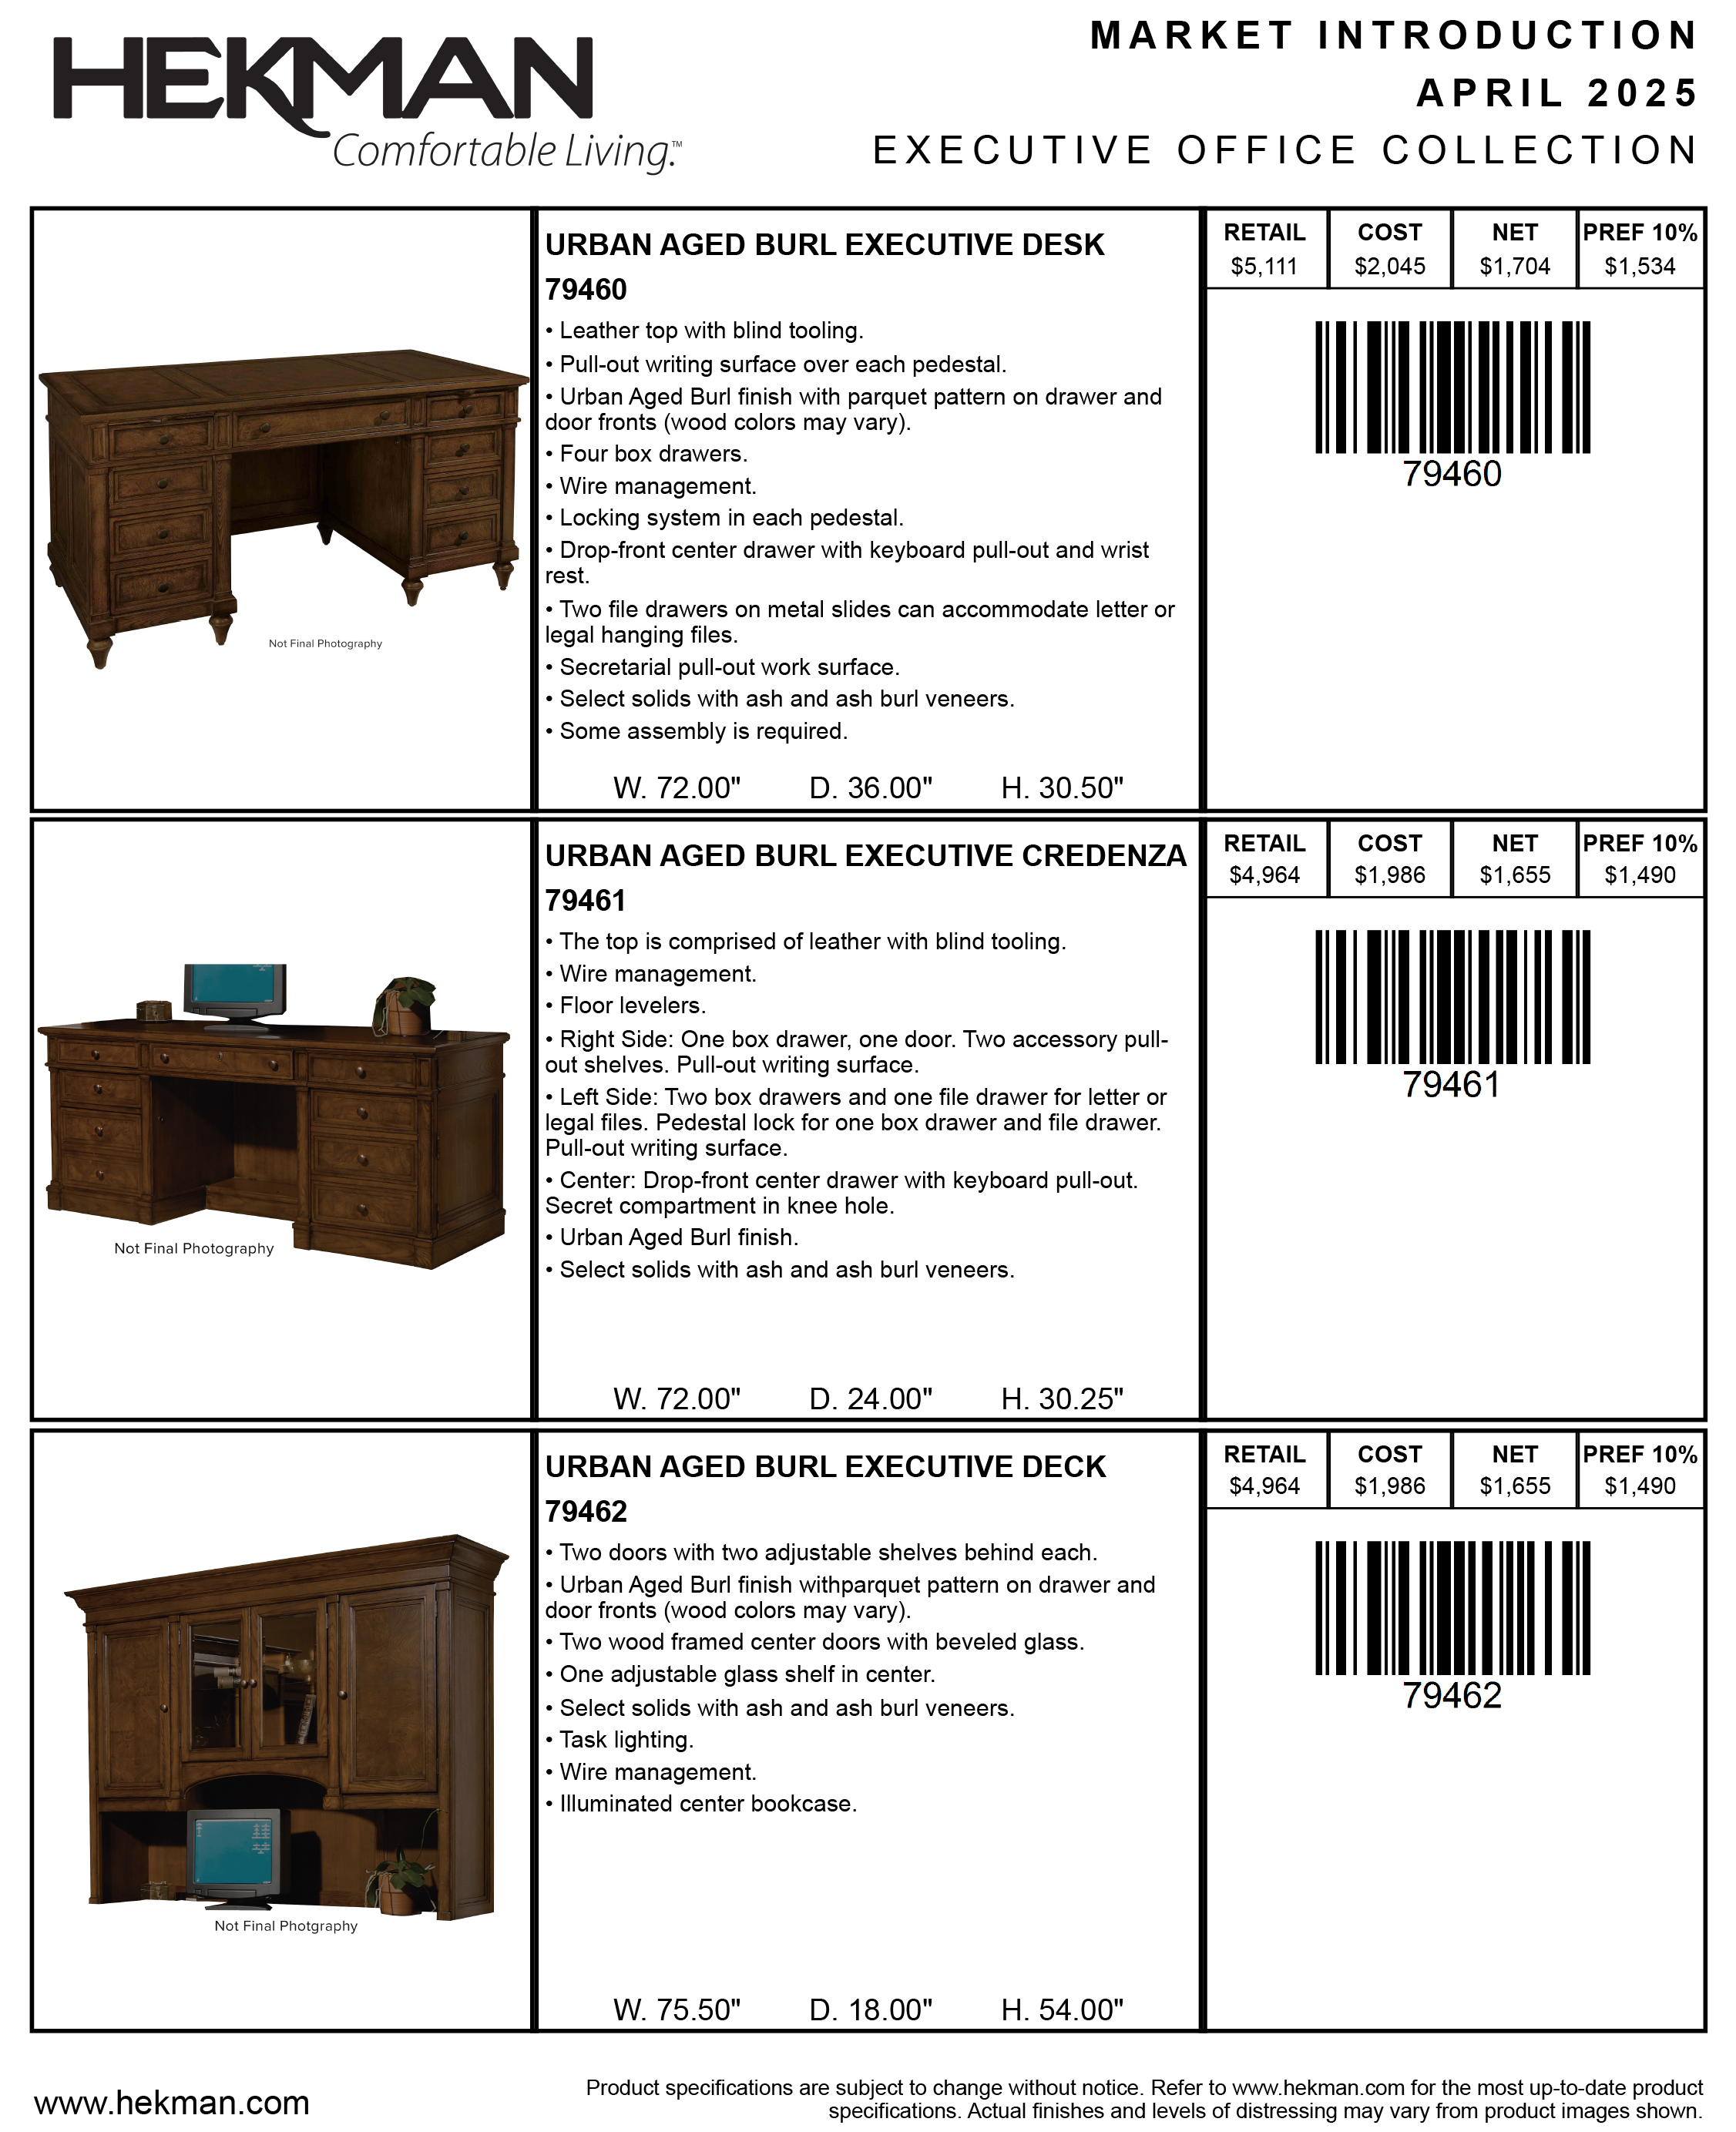 HEKMAN
Comfortable Living.™
MARKET INTRODUCTION
APRIL 2025
EXECUTIVE OFFICE COLLECTION
Not Final Photography
URBAN AGED BURL EXECUTIVE DESK
79460
• Leather top with blind tooling.
• Pull-out writing surface over each pedestal.
• Urban Aged Burl finish with parquet pattern on drawer and
door fronts (wood colors may vary).
• Four box drawers.
• Wire management.
• Locking system in each pedestal.
• Drop-front center drawer with keyboard pull-out and wrist
rest.
• Two file drawers on metal slides can accommodate letter or
legal hanging files.
• Secretarial pull-out work surface.
• Select solids with ash and ash burl veneers.
• Some assembly is required.
W. 72.00" D. 36.00" H. 30.50"
RETAIL COST NET PREF 10%
$5,111 $2,045 $1,704 $1,534
79460
Not Final Photography
URBAN AGED BURL EXECUTIVE CREDENZA
79461
• The top is comprised of leather with blind tooling.
• Wire management.
• Floor levelers.
• Right Side: One box drawer, one door. Two accessory pull-
out shelves. Pull-out writing surface.
• Left Side: Two box drawers and one file drawer for letter or
legal files. Pedestal lock for one box drawer and file drawer.
Pull-out writing surface.
• Center: Drop-front center drawer with keyboard pull-out.
Secret compartment in knee hole.
• Urban Aged Burl finish.
• Select solids with ash and ash burl veneers.
W. 72.00" D. 24.00" H. 30.25"
RETAIL COST NET PREF 10%
$4,964 $1,986 $1,655 $1,490
79461
Not Final Photgraphy
URBAN AGED BURL EXECUTIVE DECK
79462
• Two doors with two adjustable shelves behind each.
• Urban Aged Burl finish withparquet pattern on drawer and
door fronts (wood colors may vary).
• Two wood framed center doors with beveled glass.
• One adjustable glass shelf in center.
• Select solids with ash and ash burl veneers.
• Task lighting.
• Wire management.
• Illuminated center bookcase.
W. 75.50" D. 18.00" H. 54.00"
RETAIL COST NET PREF 10%
$4,964 $1,986 $1,655 $1,490
79462
www.hekman.com
Product specifications are subject to change without notice. Refer to www.hekman.com for the most up-to-date product
specifications. Actual finishes and levels of distressing may vary from product images shown.